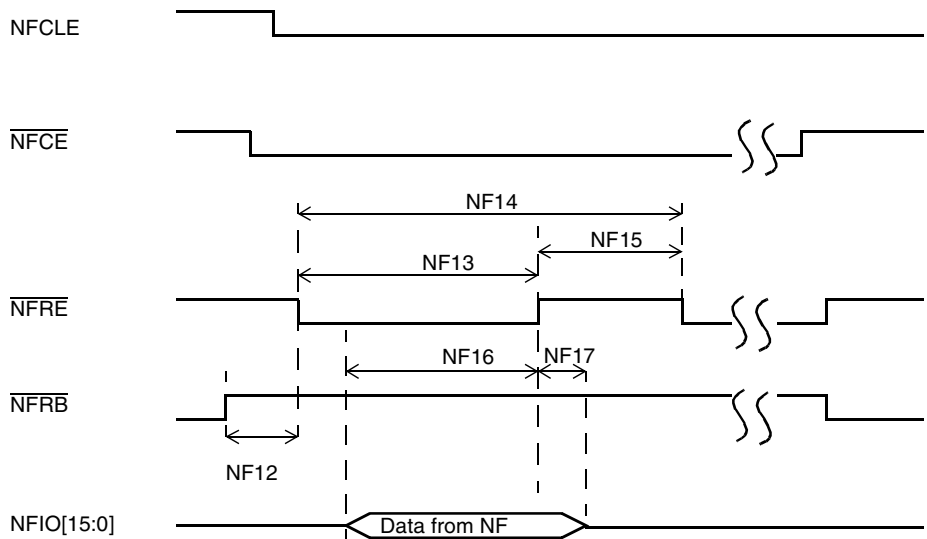 NFCLE
NFCE
NF14
NF15
NF13
NFRE
NF16
NF17
NFRB
NF12
NFIO[15:0]
Data from NF